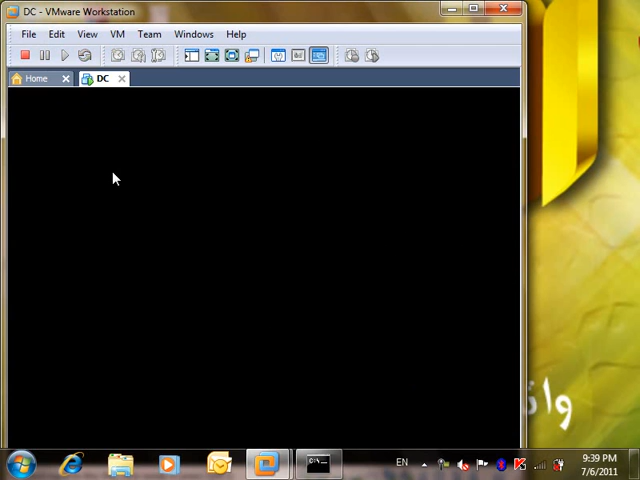 DC - VMware Workstation
File Edit View VM Team Windows Help
Home DC
C:\
EN 9:39 PM
7/6/2011